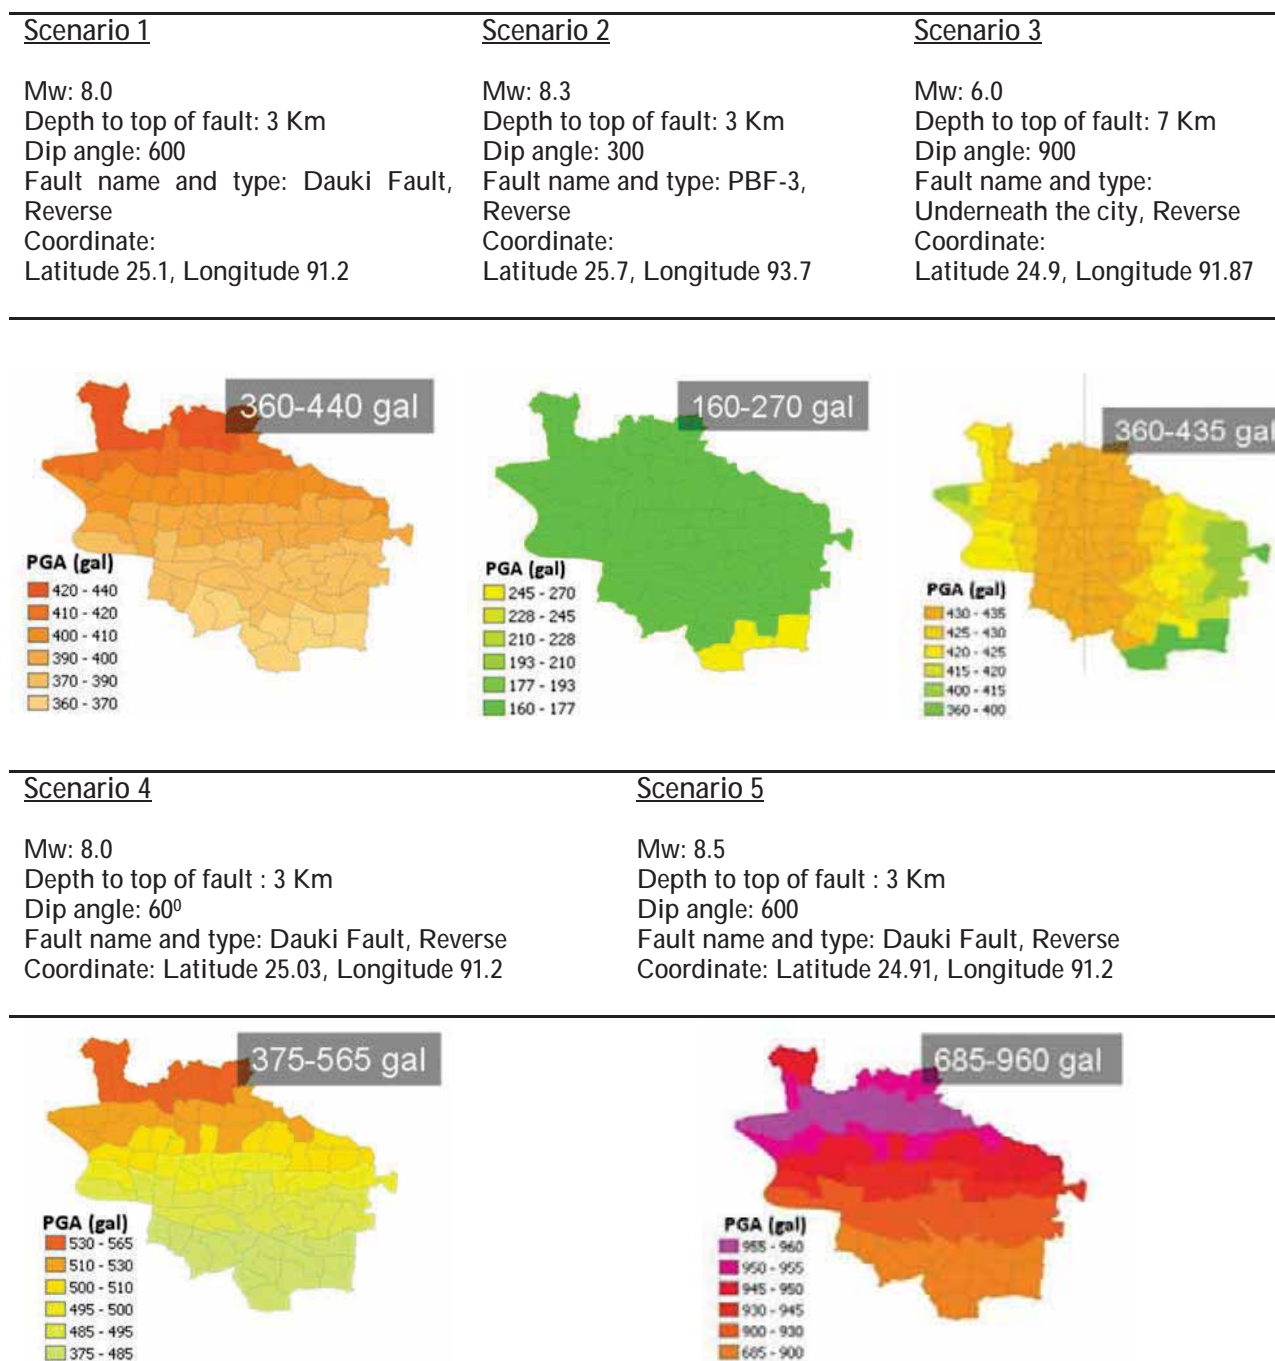 Scenario 1
Mw: 8.0
Depth to top of fault: 3 Km
Dip angle: 600
Fault name and type: Dauki Fault,
Reverse
Coordinate:
Latitude 25.1, Longitude 91.2
Scenario 2
Mw: 8.3
Depth to top of fault: 3 Km
Dip angle: 300
Fault name and type: PBF-3,
Reverse
Coordinate:
Latitude 25.7, Longitude 93.7
Scenario 3
Mw: 6.0
Depth to top of fault: 7 Km
Dip angle: 900
Fault name and type:
Underneath the city, Reverse
Coordinate:
Latitude 24.9, Longitude 91.87
360-440 gal
PGA (gal)
420 - 440
410 - 420
400 - 410
390 - 400
370 - 390
360 - 370
160-270 gal
PGA (gal)
245 - 270
228 - 245
210 - 228
193 - 210
177 - 193
160 - 177
360-435 gal
PGA (gal)
430 - 435
425 - 430
420 - 425
415 - 420
400 - 415
360 - 400
Scenario 4
Mw: 8.0
Depth to top of fault : 3 Km
Dip angle: 60⁰
Fault name and type: Dauki Fault, Reverse
Coordinate: Latitude 25.03, Longitude 91.2
Scenario 5
Mw: 8.5
Depth to top of fault : 3 Km
Dip angle: 600
Fault name and type: Dauki Fault, Reverse
Coordinate: Latitude 24.91, Longitude 91.2
375-565 gal
PGA (gal)
530 - 565
510 - 530
500 - 510
495 - 500
485 - 495
375 - 485
685-960 gal
PGA (gal)
955 - 960
950 - 955
945 - 950
930 - 945
900 - 930
685 - 900